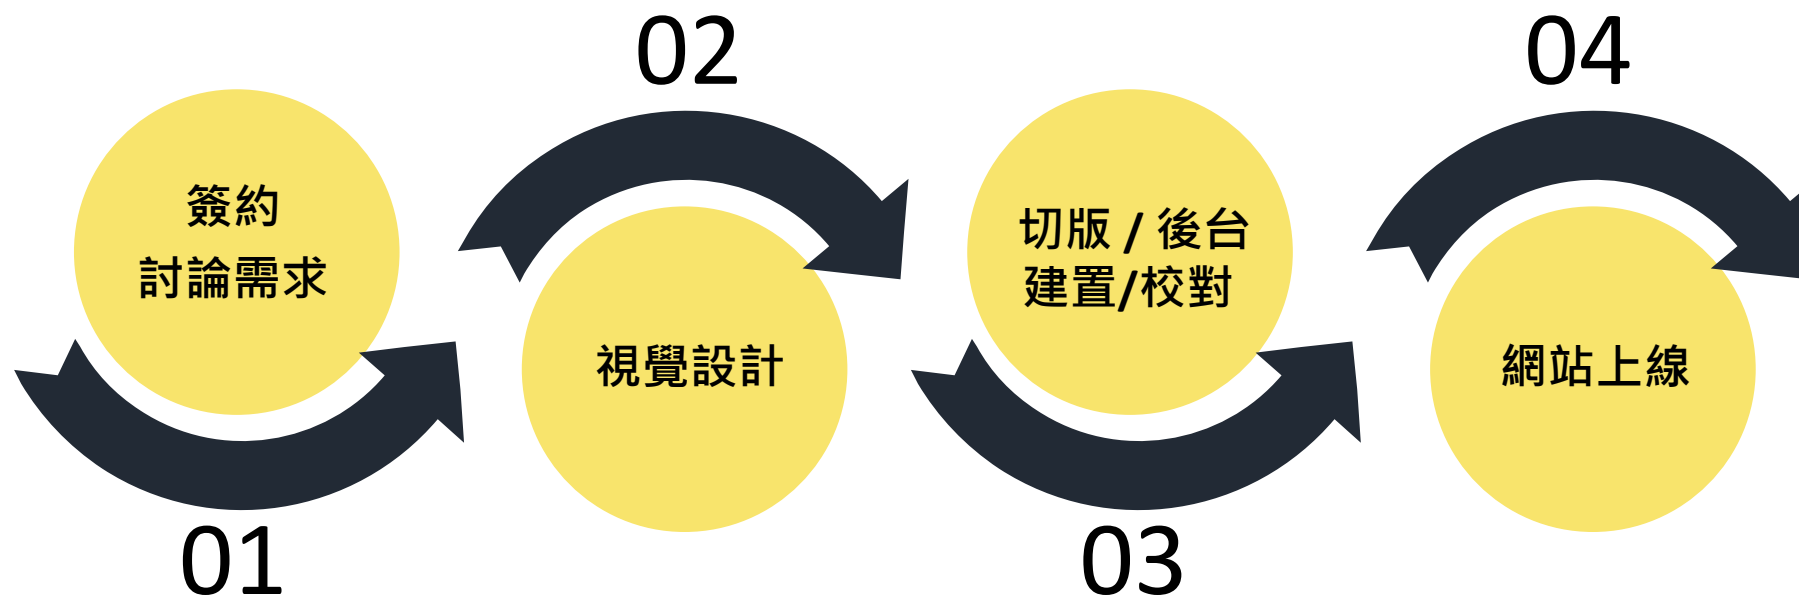 01
簽約
討論需求
02
視覺設計
03
切版 / 後台
建置/校對
04
網站上線